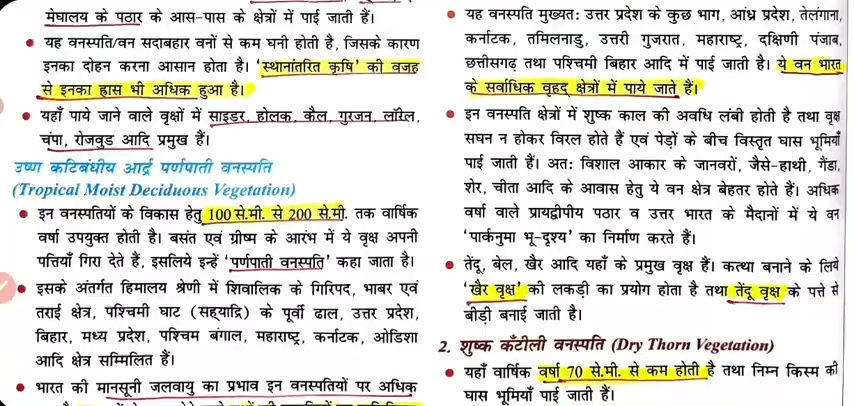 मेघालय के पठार के आस-पास के क्षेत्रों में पाई जाती हैं।
• यह वनस्पति/वन सदाबहार वनों से कम घनी होती है, जिसके कारण
इनका दोहन करना आसान होता है। ‘स्थानांतरित कृषि’ की वजह
से इनका ह्रास भी अधिक हुआ है।
• यहाँ पाये जाने वाले वृक्षों में साइडर, होलक, कैल, गुरजन, लॉरेल,
चंपा, रोजवुड आदि प्रमुख हैं।
उष्ण कटिबंधीय आर्द्र पर्णपाती वनस्पति
(Tropical Moist Deciduous Vegetation)
• इन वनस्पतियों के विकास हेतु 100 से.मी. से 200 से.मी. तक वार्षिक
वर्षा उपयुक्त होती है। बसंत एवं ग्रीष्म के आरंभ में ये वृक्ष अपनी
पत्तियाँ गिरा देते हैं, इसलिये इन्हें ‘पर्णपाती वनस्पति’ कहा जाता है।
• इसके अंतर्गत हिमालय श्रेणी में शिवालिक के गिरिपद, भाबर एवं
तराई क्षेत्र, पश्चिमी घाट (सह्याद्रि) के पूर्वी ढाल, उत्तर प्रदेश,
बिहार, मध्य प्रदेश, पश्चिम बंगाल, महाराष्ट्र, कर्नाटक, ओडिशा
आदि क्षेत्र सम्मिलित हैं।
• भारत की मानसूनी जलवायु का प्रभाव इन वनस्पतियों पर अधिक
• यह वनस्पति मुख्यत: उत्तर प्रदेश के कुछ भाग, आंध्र प्रदेश, तेलंगाना,
कर्नाटक, तमिलनाडु, उत्तरी गुजरात, महाराष्ट्र, दक्षिणी पंजाब,
छत्तीसगढ़ तथा पश्चिमी बिहार आदि में पाई जाती है। ये वन भारत
के सर्वाधिक वृहद् क्षेत्रों में पाये जाते हैं।
• इन वनस्पति क्षेत्रों में शुष्क काल की अवधि लंबी होती है तथा वृक्ष
सघन न होकर विरल होते हैं एवं पेड़ों के बीच विस्तृत घास भूमियाँ
पाई जाती हैं। अत: विशाल आकार के जानवरों, जैसे-हाथी, गैंडा,
शेर, चीता आदि के आवास हेतु ये वन क्षेत्र बेहतर होते हैं। अधिक
वर्षा वाले प्रायद्वीपीय पठार व उत्तर भारत के मैदानों में ये वन
‘पार्कनुमा भू-दृश्य’ का निर्माण करते हैं।
• तेंदू, बेल, खैर आदि यहाँ के प्रमुख वृक्ष हैं। कत्था बनाने के लिये
‘खैर वृक्ष’ की लकड़ी का प्रयोग होता है तथा तेंदू वृक्ष के पत्ते से
बीड़ी बनाई जाती है।
2. शुष्क कँटीली वनस्पति (Dry Thorn Vegetation)
• यहाँ वार्षिक वर्षा 70 से.मी. से कम होती है तथा निम्न किस्म की
घास भूमियाँ पाई जाती हैं।